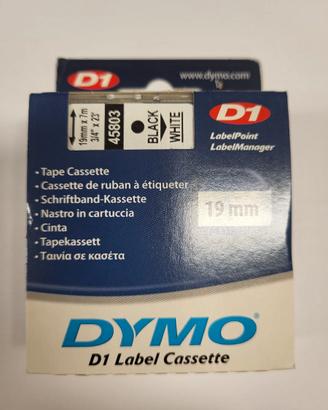 D1
www.dymo.com
19mm x 7m
3/4" x 23'
45803
BLACK
WHITE
D1
LabelPoint
LabelManager
- Tape Cassette
- Cassette de ruban à étiqueter
- Schriftband-Kassette
- Nastro in cartuccia
- Cinta
- Tapekassett
- Ταινία σε κασέτα
19 mm
DYMO
D1 Label Cassette